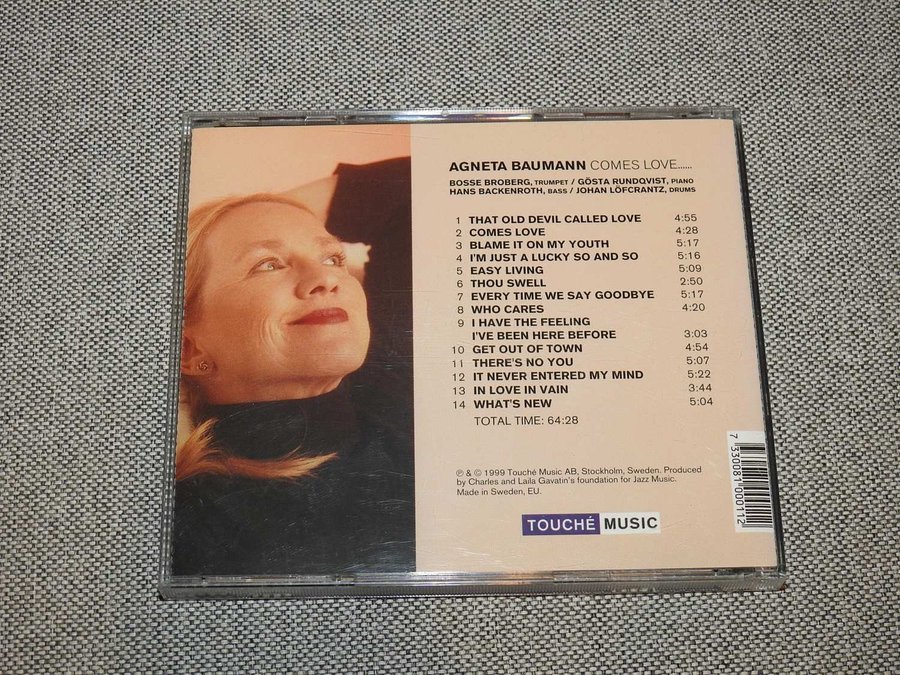 AGNETA BAUMANN COMES LOVE......
BOSSE BROBERG, TRUMPET / GÖSTA RUNDQVIST, PIANO
HANS BACKENROTH, BASS / JOHAN LÖFCRANTZ, DRUMS
1 THAT OLD DEVIL CALLED LOVE 4:55
2 COMES LOVE 4:28
3 BLAME IT ON MY YOUTH 5:17
4 I'M JUST A LUCKY SO AND SO 5:16
5 EASY LIVING 5:09
6 THOU SWELL 2:50
7 EVERY TIME WE SAY GOODBYE 5:17
8 WHO CARES 4:20
9 I HAVE THE FEELING
I'VE BEEN HERE BEFORE 3:03
10 GET OUT OF TOWN 4:54
11 THERE'S NO YOU 5:07
12 IT NEVER ENTERED MY MIND 5:22
13 IN LOVE IN VAIN 3:44
14 WHAT'S NEW 5:04
TOTAL TIME: 64:28
℗ & © 1999 Touché Music AB, Stockholm, Sweden. Produced
by Charles and Laila Gavatin's foundation for Jazz Music.
Made in Sweden, EU.
TOUCHÉ MUSIC
7 330081 000112